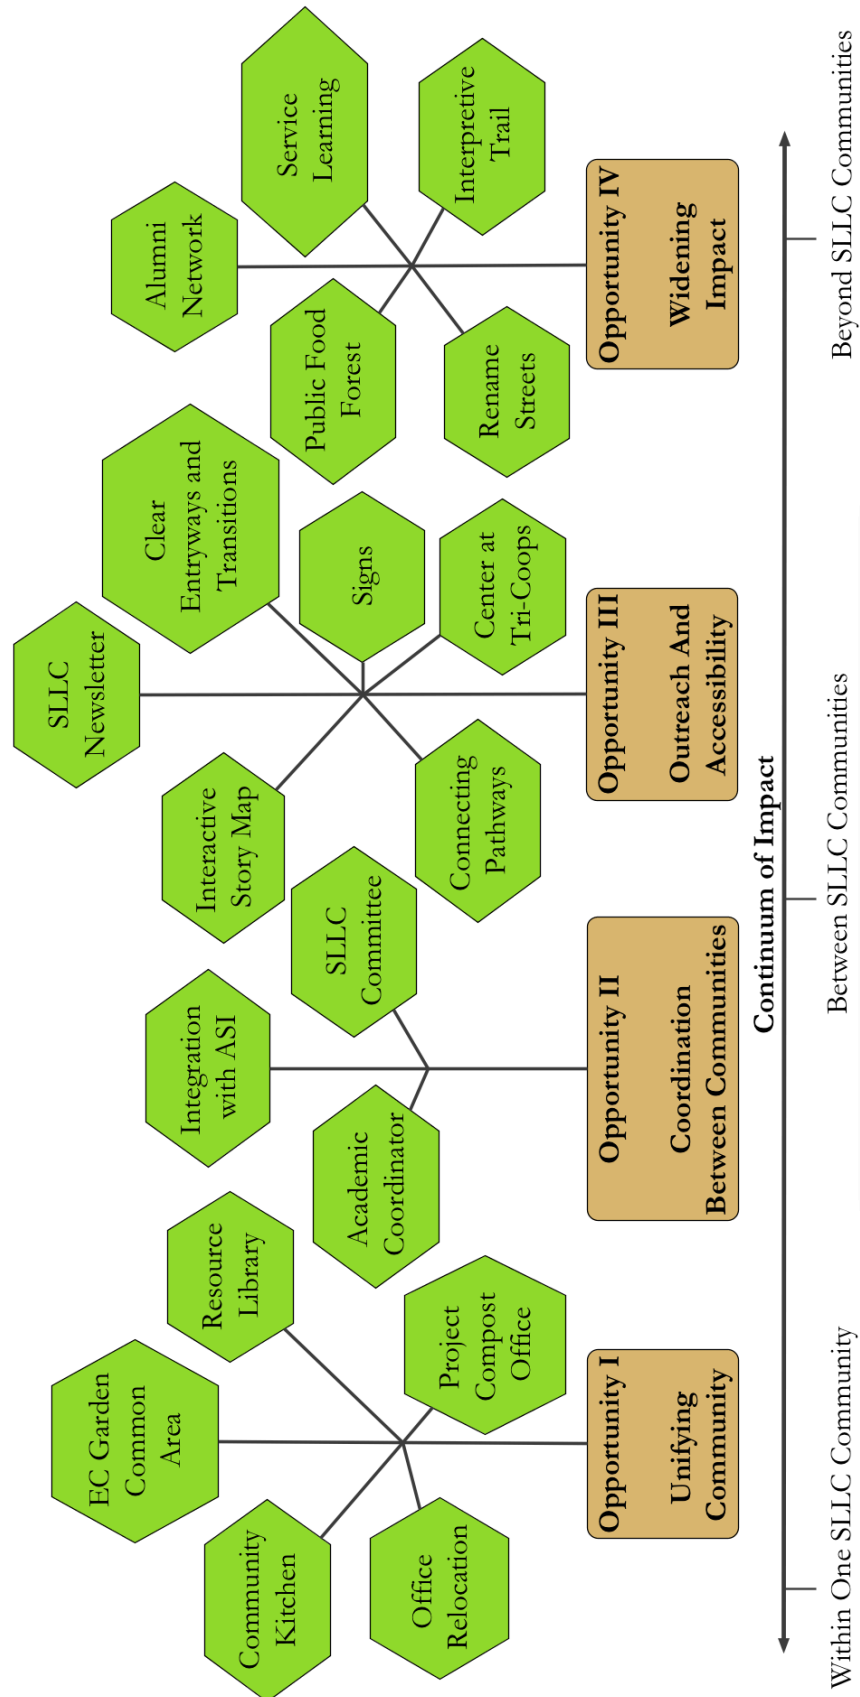 EC Garden
Common
Area
Community
Kitchen
Resource
Library
Office
Relocation
Project
Compost
Office
Opportunity I
Unifying
Community
Integration
with ASI
Academic
Coordinator
SLLC
Committee
Opportunity II
Coordination
Between Communities
SLLC
Newsletter
Interactive
Story Map
Clear
Entryways and
Transitions
Signs
Connecting
Pathways
Center at
Tri-Coops
Opportunity III
Outreach And
Accessibility
Alumni
Network
Service
Learning
Public Food
Forest
Interpretive
Trail
Rename
Streets
Opportunity IV
Widening
Impact
Continuum of Impact
Within One SLLC Community
Between SLLC Communities
Beyond SLLC Communities